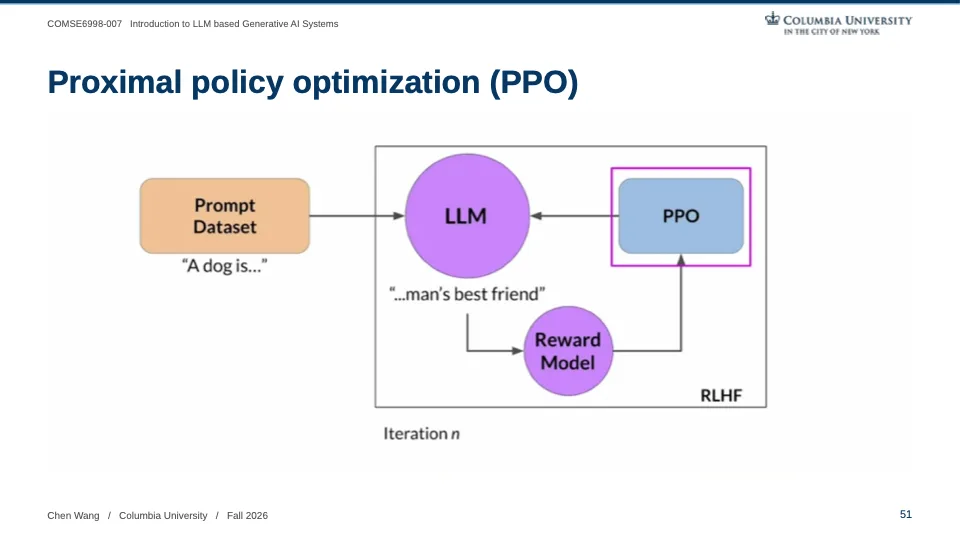 COMSE6998-007 Introduction to LLM based Generative AI Systems
COLUMBIA UNIVERSITY
IN THE CITY OF NEW YORK
Proximal policy optimization (PPO)
Prompt
Dataset
"A dog is..."
LLM
PPO
"...man's best friend"
Reward
Model
RLHF
Iteration n
Chen Wang / Columbia University / Fall 2026
51